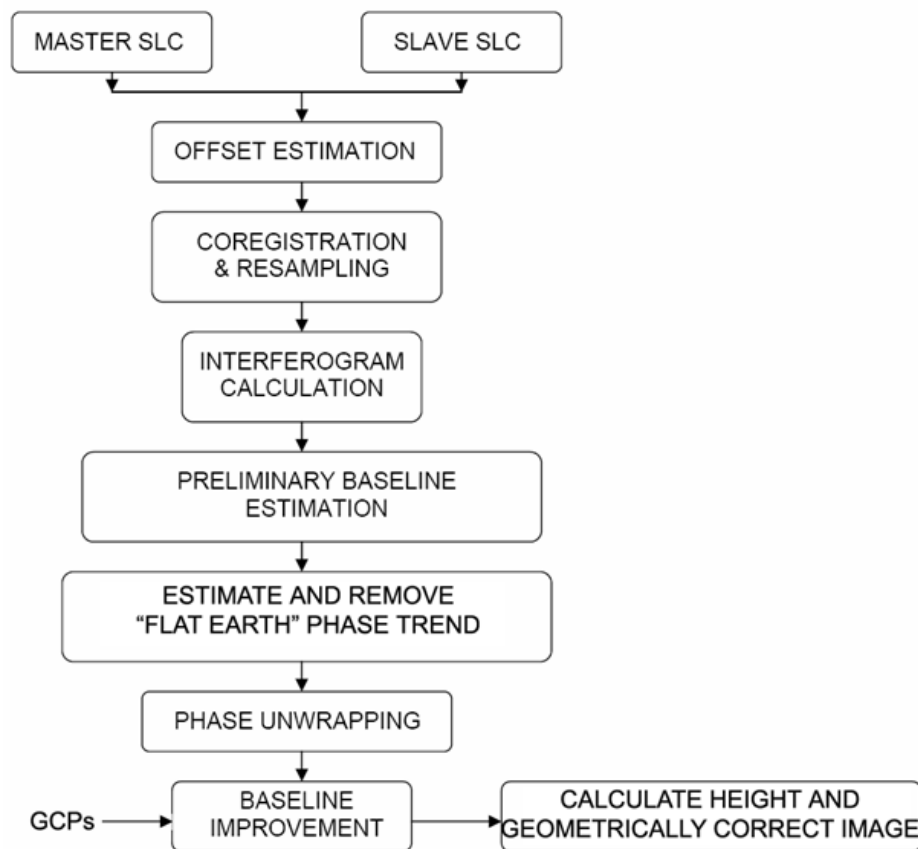 MASTER SLC
SLAVE SLC
OFFSET ESTIMATION
COREGISTRATION
& RESAMPLING
INTERFEROGRAM
CALCULATION
PRELIMINARY BASELINE
ESTIMATION
ESTIMATE AND REMOVE
“FLAT EARTH” PHASE TREND
PHASE UNWRAPPING
GCPs
BASELINE
IMPROVEMENT
CALCULATE HEIGHT AND
GEOMETRICALLY CORRECT IMAGE